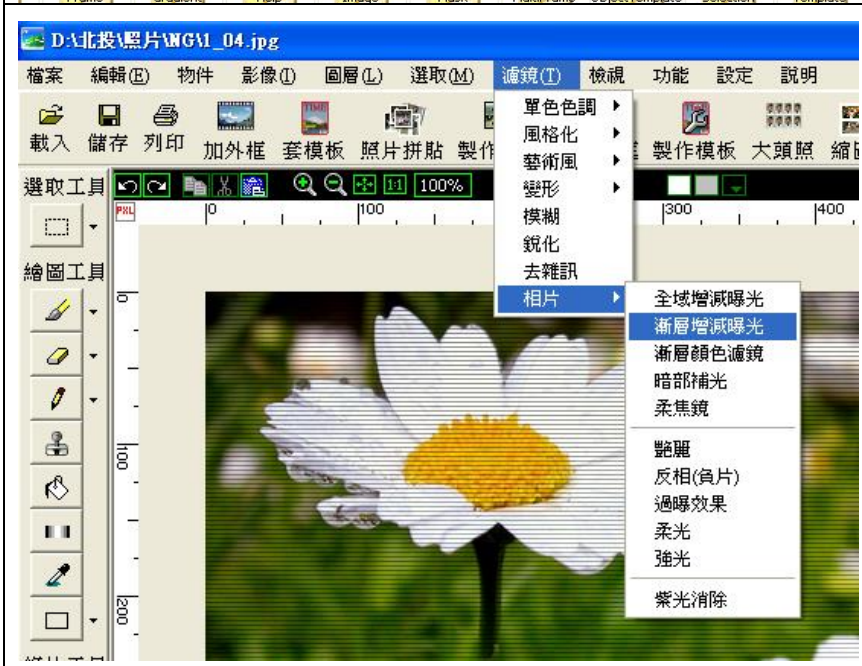 D:\北投\照片\NG\1_04.jpg
檔案 編輯(E) 物件 影像(I) 圖層(L) 選取(M) 濾鏡(T) 檢視 功能 設定 說明
載入 儲存 列印 加外框 套模板 照片拼貼 製作 製作模板 大頭照
單色色調
風格化
藝術風
變形
模糊
銳化
去雜訊
相片
選取工具
100%
PXL 0 100 300 400
繪圖工具
0
100
200
全域增減曝光
漸層增減曝光
漸層顏色濾鏡
暗部補光
柔焦鏡
艷麗
反相(負片)
過曝效果
柔光
強光
紫光消除